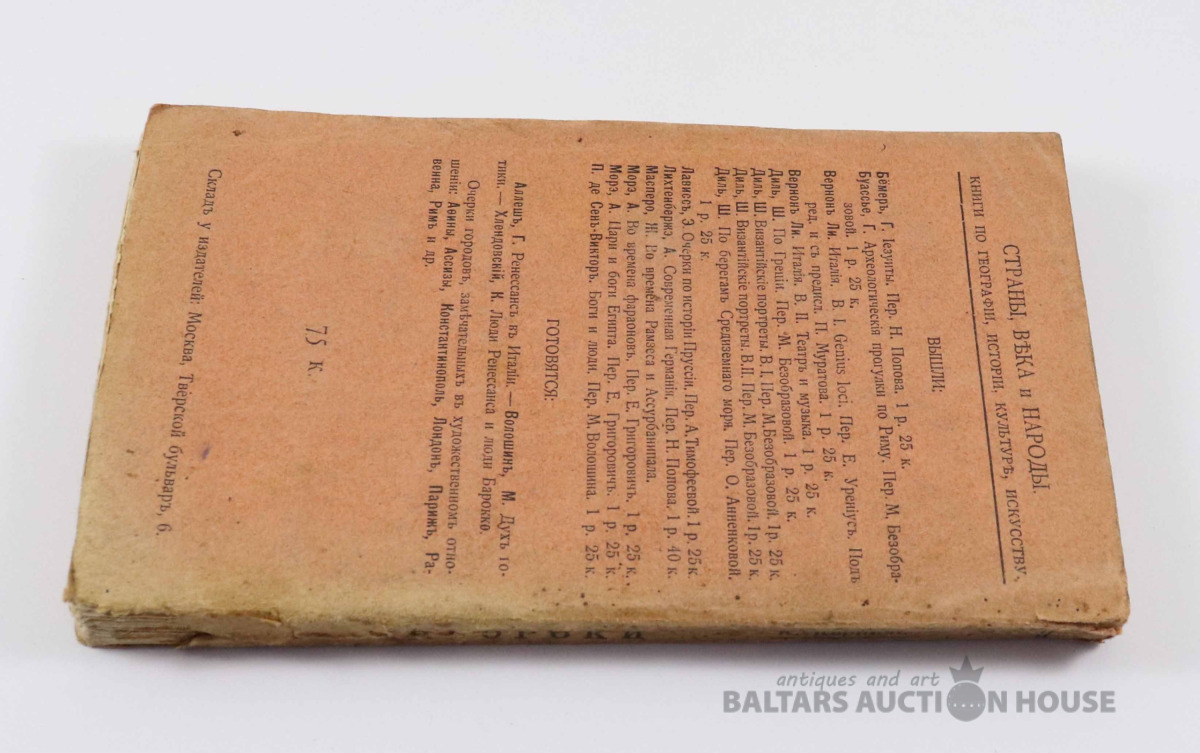 СТРАНЫ, ВѢКА и НАРОДЫ.
КНИГИ ПО ГЕОГРАФІИ, ИСТОРІИ, КУЛЬТУРѢ, ИСКУССТВУ.
ВЫШЛИ:
Бёмеръ, Г. Іезуиты. Пер. Н. Попова. 1 р. 25 к.
Буассье, Г. Археологическія прогулки по Риму. Пер. М. Безобра-
зовой. 1 р. 25 к.
Вернонъ Ли. Италія. В. I. Genius loci. Пер. Е. Уреніусъ. Подъ
ред. и съ предисл. П. Муратова. 1 р. 25 к.
Вернонъ Ли. Италія. В. II. Театръ и музыка. 1 р. 25 к.
Диль, Ш. По Греціи. Пер. М. Безобразовой. 1 р. 25 к.
Диль, Ш. Византійскіе портреты. В. I. Пер. М. Безобразовой. 1 р. 25 к.
Диль, Ш. Византійскіе портреты. В. II. Пер. М. Безобразовой. 1 р. 25 к.
Диль, Ш. По берегамъ Средиземнаго моря. Пер. О. Анненковой.
1 р. 25 к.
Лависсъ, Э. Очерки по исторіи Пруссіи. Пер. А. Тимофеевой. 1 р. 25 к.
Лихтенбержэ, А. Современная Германія. Пер. Н. Попова. 1 р. 40 к.
Масперо, Ж. Во времена Рамзеса и Ассурбанипала.
Морэ, А. Во времена фараоновъ. Пер. Е. Григоровичъ. 1 р. 25 к.
Морэ, А. Цари и боги Египта. Пер. Е. Григоровичъ. 1 р. 25 к.
П. де Сенъ-Викторъ. Боги и люди. Пер. М. Волошина. 1 р. 25 к.
ГОТОВЯТСЯ:
Аллешъ, Г. Ренессансъ въ Италіи. — Волошинъ, М. Духъ го-
тики. — Хлендовскій, К. Люди Ренессанса и люди Барокко.
Очерки городовъ, замѣчательныхъ въ художественномъ отно-
шеніи: Аѳины, Ассизы, Константинополь, Лондонъ, Парижъ, Ра-
венна, Римъ и др.
75 к.
Складъ у издателей: Москва, Тверской бульваръ, 6.
antiques and art
BALTARS AUCTION HOUSE